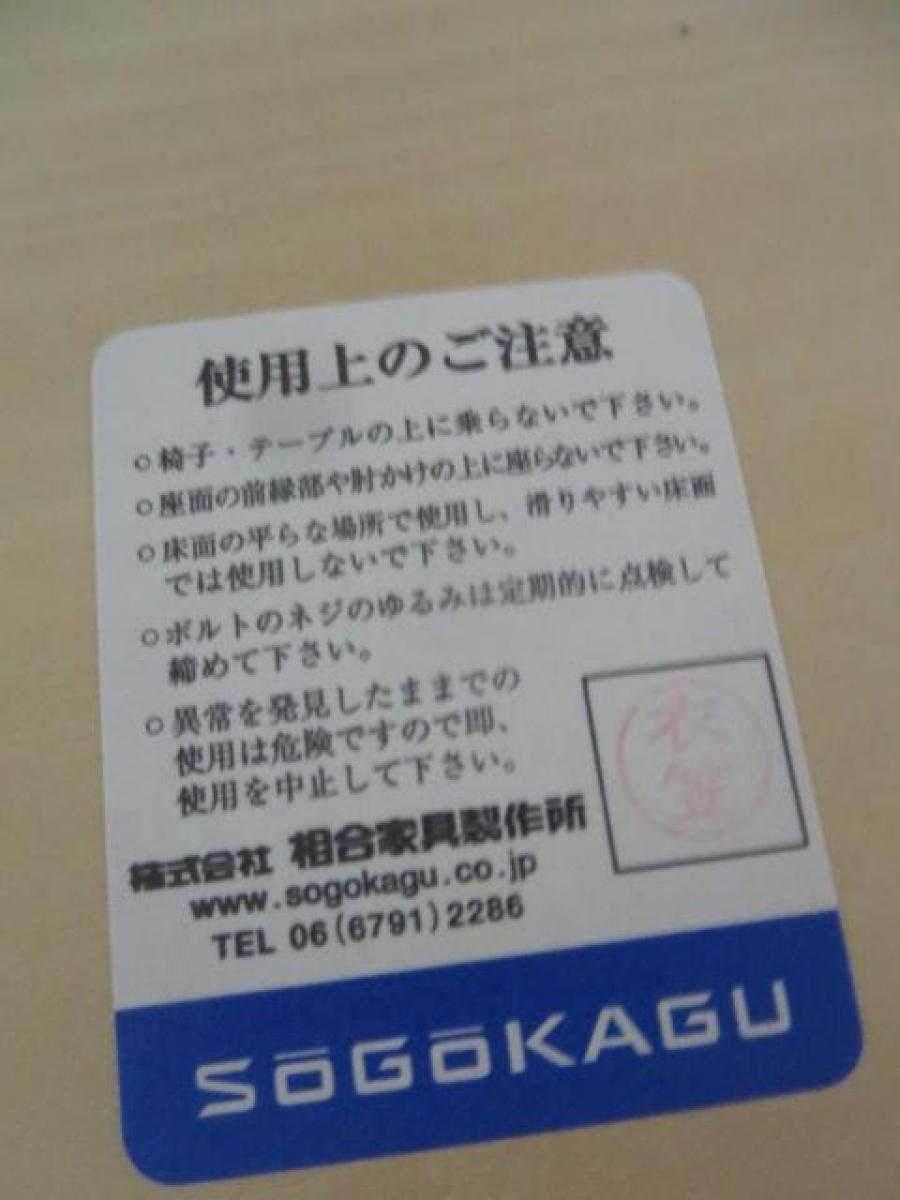 使用上のご注意
○椅子・テーブルの上に乗らないで下さい。
○座面の前縁部や肘かけの上に座らないで下さい。
○床面の平らな場所で使用し、滑りやすい床面
では使用しないで下さい。
○ボルトのネジのゆるみは定期的に点検して
締めて下さい。
○異常を発見したままでの
使用は危険ですので即、
使用を中止して下さい。
衣
笠
株式会社 相合家具製作所
www.sogokagu.co.jp
TEL 06(6791)2286
SŌGŌKAGU